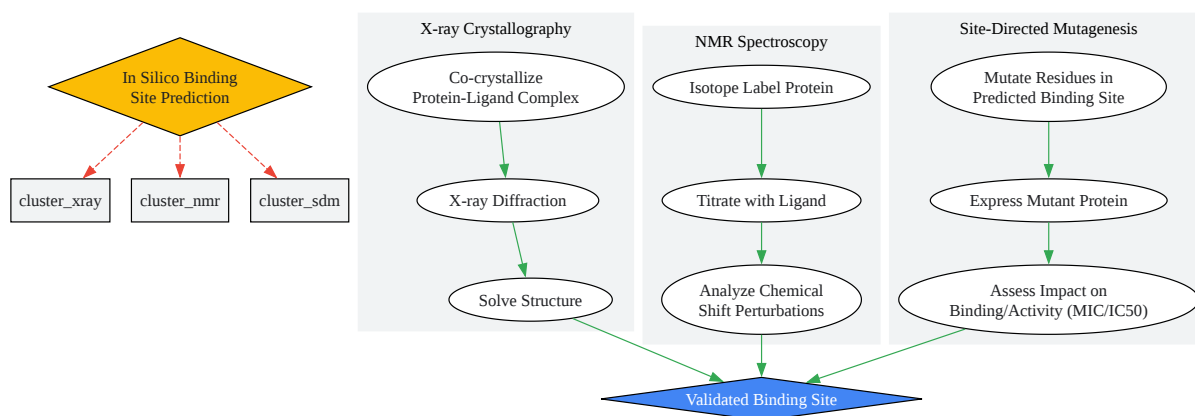 In Silico Binding
Site Prediction
cluster_xray
cluster_nmr
cluster_sdm
X-ray Crystallography
Co-crystallize
Protein-Ligand Complex
X-ray Diffraction
Solve Structure
NMR Spectroscopy
Isotope Label Protein
Titrate with Ligand
Analyze Chemical
Shift Perturbations
Site-Directed Mutagenesis
Mutate Residues in
Predicted Binding Site
Express Mutant Protein
Assess Impact on
Binding/Activity (MIC/IC50)
Validated Binding Site